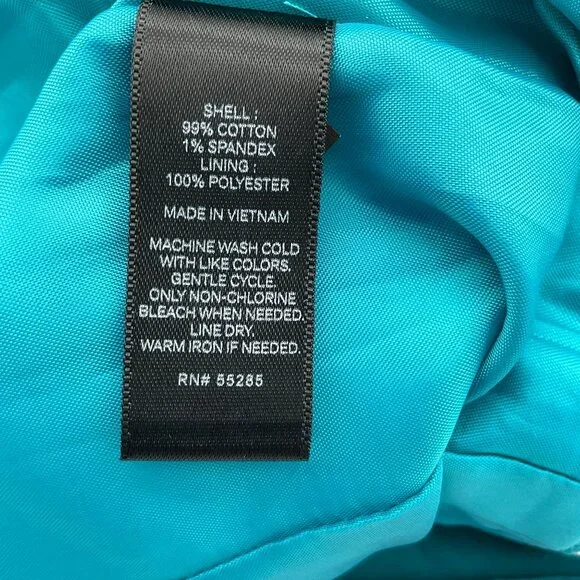 SHELL :
99% COTTON
1% SPANDEX
LINING :
100% POLYESTER
MADE IN VIETNAM
MACHINE WASH COLD
WITH LIKE COLORS.
GENTLE CYCLE.
ONLY NON-CHLORINE
BLEACH WHEN NEEDED.
LINE DRY.
WARM IRON IF NEEDED.
RN# 55285